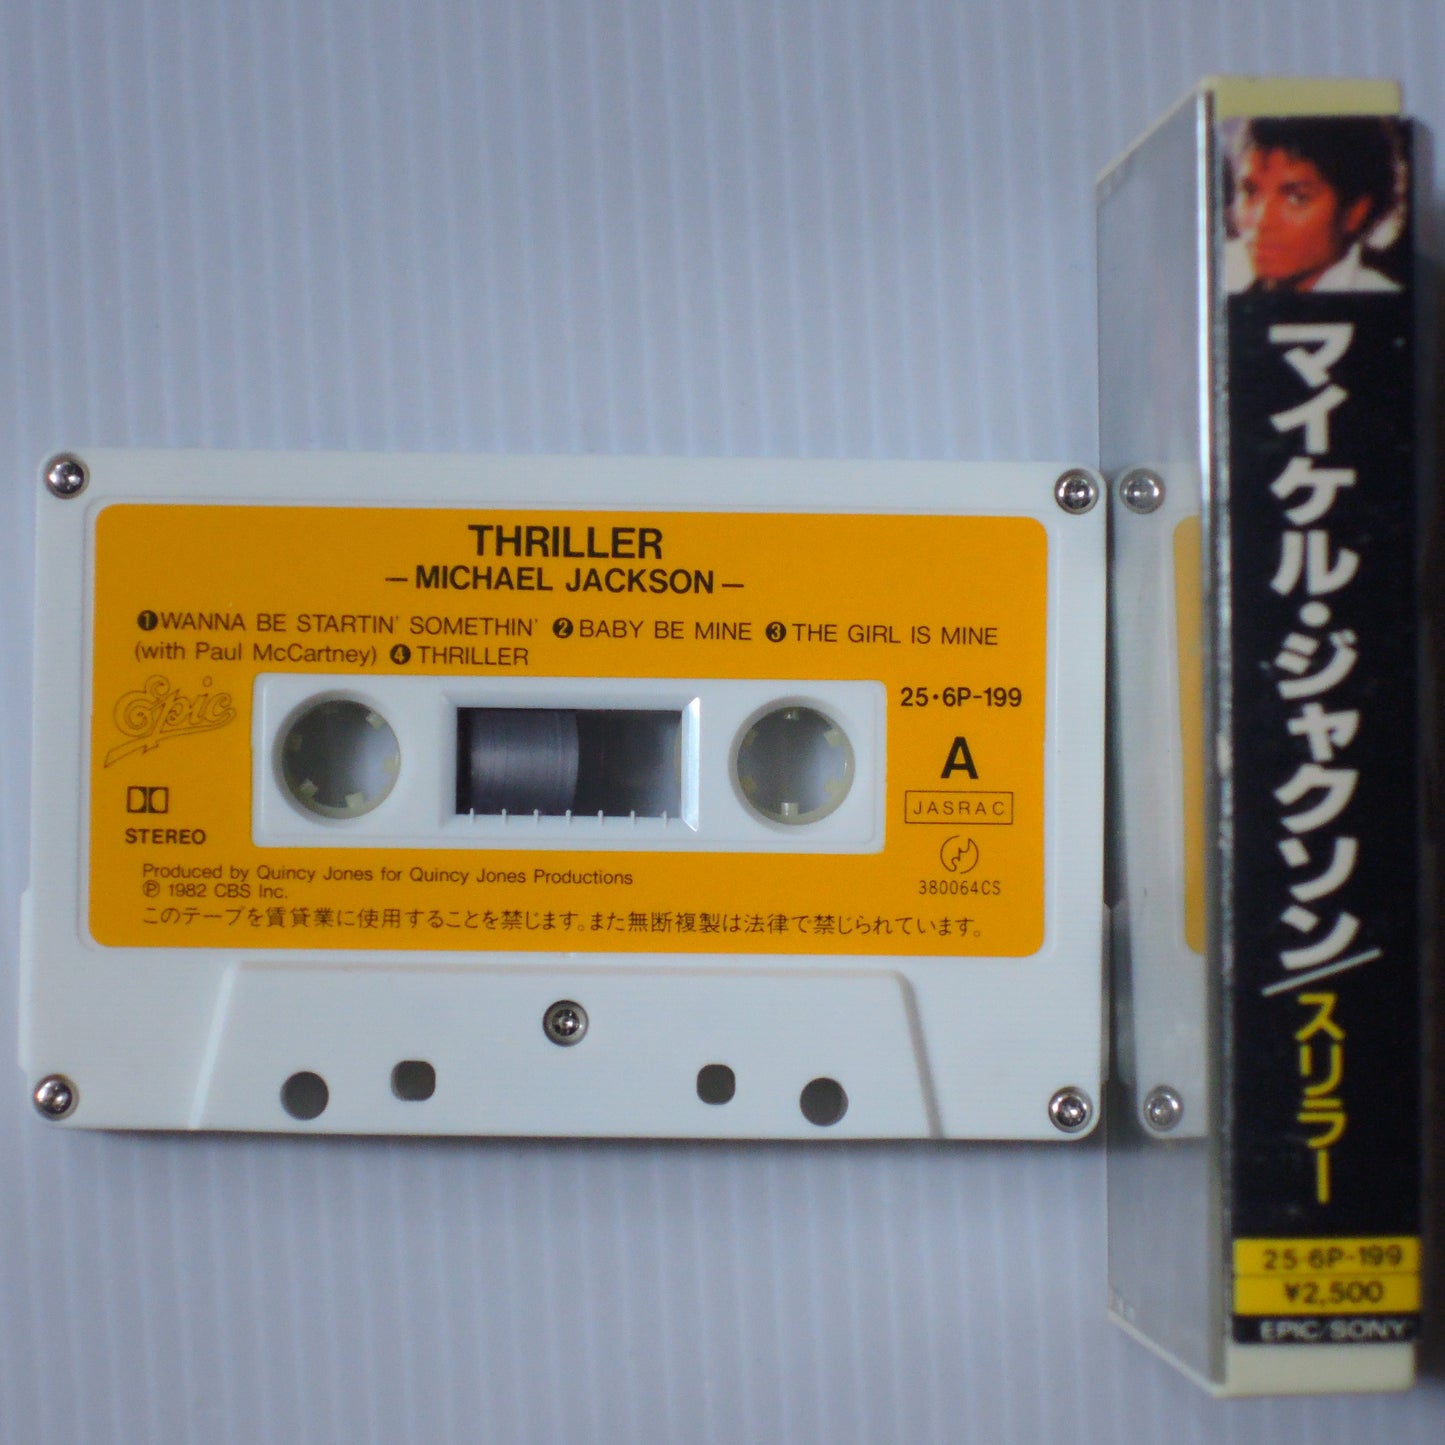 THRILLER
—MICHAEL JACKSON—
❶WANNA BE STARTIN' SOMETHIN' ❷BABY BE MINE ❸THE GIRL IS MINE
(with Paul McCartney) ❹THRILLER
Epic
25・6P-199
A
JASRAC
380064CS
STEREO
Produced by Quincy Jones for Quincy Jones Productions
℗ 1982 CBS Inc.
このテープを賃貸業に使用することを禁じます。また無断複製は法律で禁じられています。
マイケル・ジャクソン/スリラー
25・6P-199
¥2,500
EPIC/SONY